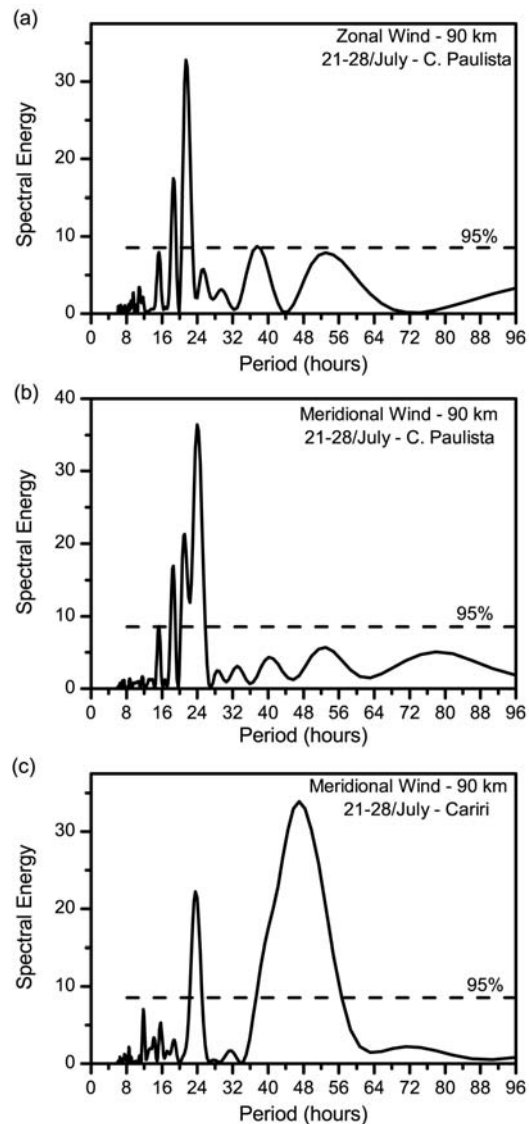 (a)
Zonal Wind - 90 km
21-28/July - C. Paulista
Spectral Energy
30
20
10
0
95%
0 8 16 24 32 40 48 56 64 72 80 88 96
Period (hours)
(b)
Meridional Wind - 90 km
21-28/July - C. Paulista
Spectral Energy
40
30
20
10
0
95%
0 8 16 24 32 40 48 56 64 72 80 88 96
Period (hours)
(c)
Meridional Wind - 90 km
21-28/July - Cariri
Spectral Energy
30
20
10
0
95%
0 8 16 24 32 40 48 56 64 72 80 88 96
Period (hours)